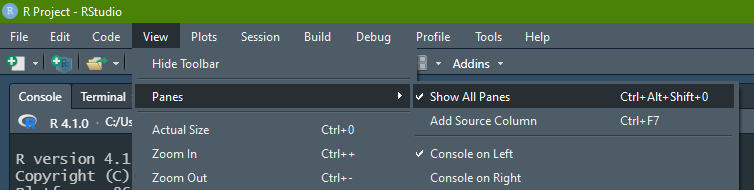 R Project - RStudio
File Edit Code View Plots Session Build Debug Profile Tools Help
Hide Toolbar
Addins
Console Terminal
Panes
Show All Panes Ctrl+Alt+Shift+0
R 4.1.0 · C:/Us
Add Source Column Ctrl+F7
Actual Size Ctrl+0
R version 4.1
Zoom In Ctrl++
Console on Left
Copyright (C)
Zoom Out Ctrl+-
Console on Right